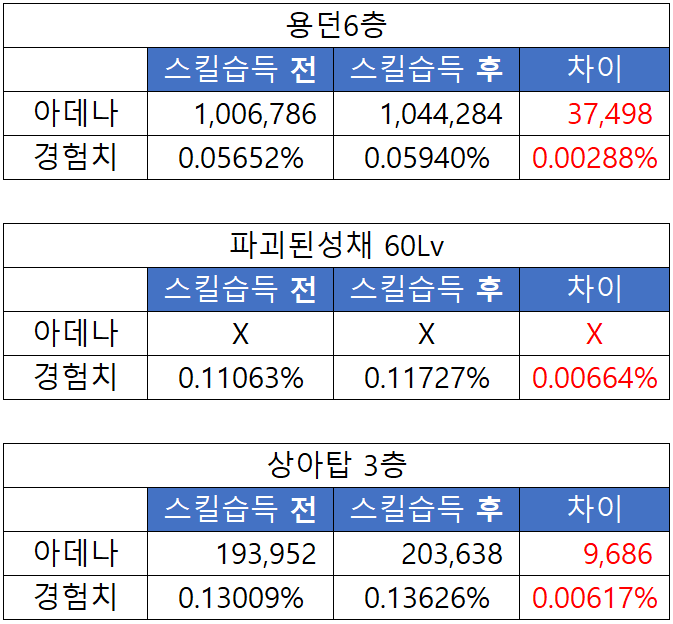 용던6층
스킬습득 전 스킬습득 후 차이
아데나 1,006,786 1,044,284 37,498
경험치 0.05652% 0.05940% 0.00288%
파괴된성채 60Lv
스킬습득 전 스킬습득 후 차이
아데나 X X X
경험치 0.11063% 0.11727% 0.00664%
상아탑 3층
스킬습득 전 스킬습득 후 차이
아데나 193,952 203,638 9,686
경험치 0.13009% 0.13626% 0.00617%